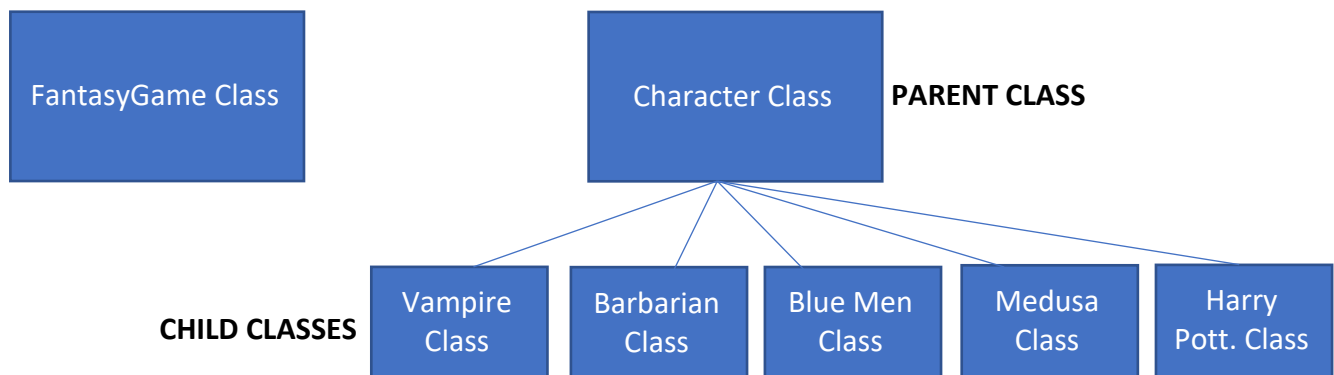 FantasyGame Class
Character Class
PARENT CLASS
CHILD CLASSES
Vampire
Class
Barbarian
Class
Blue Men
Class
Medusa
Class
Harry
Pott. Class